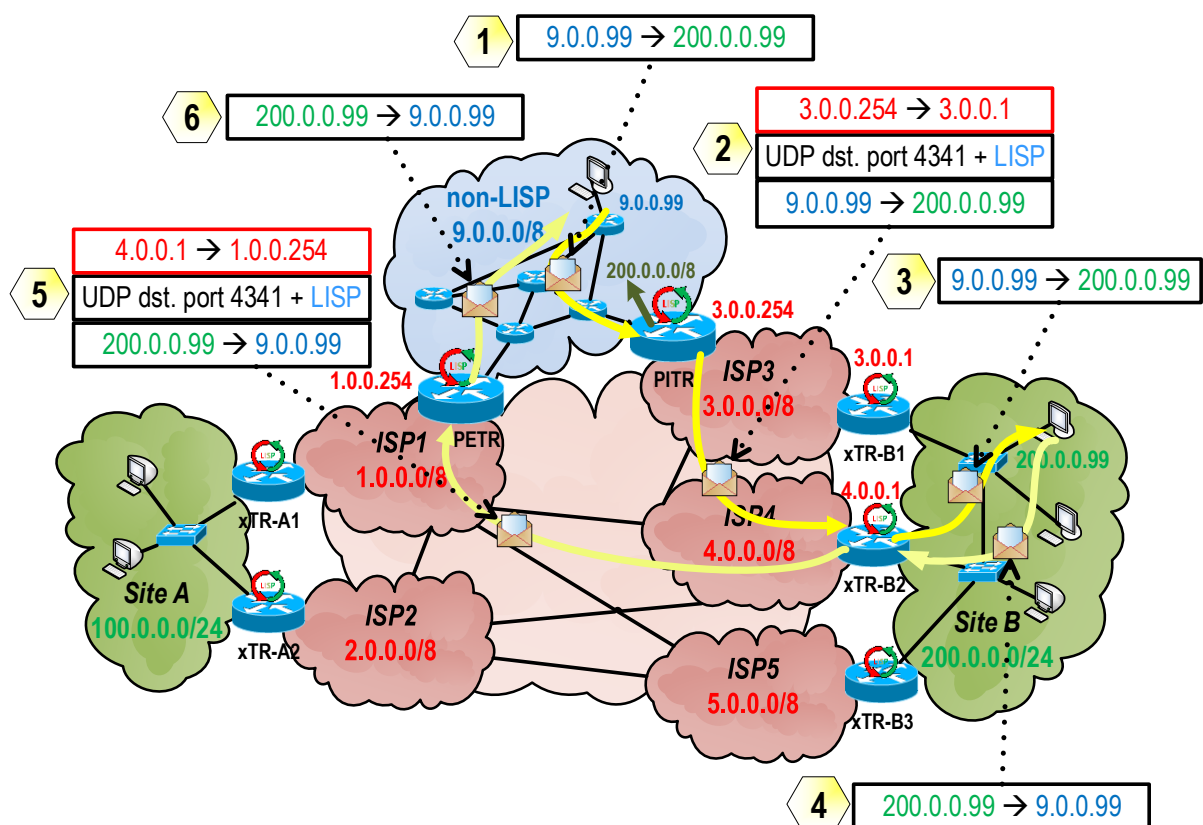 1
9.0.0.99 → 200.0.0.99
6
200.0.0.99 → 9.0.0.99
2
3.0.0.254 → 3.0.0.1
UDP dst. port 4341 + LISP
9.0.0.99 → 200.0.0.99
non-LISP
9.0.0.0/8
9.0.0.99
5
4.0.0.1 → 1.0.0.254
UDP dst. port 4341 + LISP
200.0.0.99 → 9.0.0.99
3
9.0.0.99 → 200.0.0.99
200.0.0.0/8
LISP
3.0.0.254
PITR
1.0.0.254
LISP
PETR
ISP3
3.0.0.0/8
3.0.0.1
LISP
xTR-B1
ISP1
1.0.0.0/8
LISP
xTR-A1
200.0.0.99
4.0.0.1
LISP
xTR-B2
ISP4
4.0.0.0/8
Site A
100.0.0.0/24
LISP
xTR-A2
ISP2
2.0.0.0/8
Site B
200.0.0.0/24
ISP5
5.0.0.0/8
LISP
xTR-B3
4
200.0.0.99 → 9.0.0.99